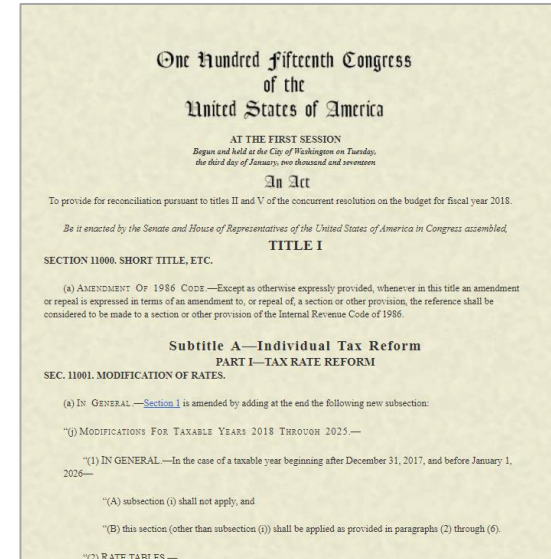 One Hundred Fifteenth Congress
of the
United States of America
AT THE FIRST SESSION
Begun and held at the City of Washington on Tuesday,
the third day of January, two thousand and seventeen
An Act
To provide for reconciliation pursuant to titles II and V of the concurrent resolution on the budget for fiscal year 2018.
Be it enacted by the Senate and House of Representatives of the United States of America in Congress assembled,
TITLE I
SECTION 11000. SHORT TITLE, ETC.
(a) AMENDMENT OF 1986 CODE.—Except as otherwise expressly provided, whenever in this title an amendment
or repeal is expressed in terms of an amendment to, or repeal of, a section or other provision, the reference shall be
considered to be made to a section or other provision of the Internal Revenue Code of 1986.
Subtitle A—Individual Tax Reform
PART I—TAX RATE REFORM
SEC. 11001. MODIFICATION OF RATES.
(a) IN GENERAL.—Section 1 is amended by adding at the end the following new subsection:
“(j) MODIFICATIONS FOR TAXABLE YEARS 2018 THROUGH 2025.—
“(1) IN GENERAL.—In the case of a taxable year beginning after December 31, 2017, and before January 1,
2026—
“(A) subsection (i) shall not apply, and
“(B) this section (other than subsection (i)) shall be applied as provided in paragraphs (2) through (6).
“(2) RATE TABLES.—